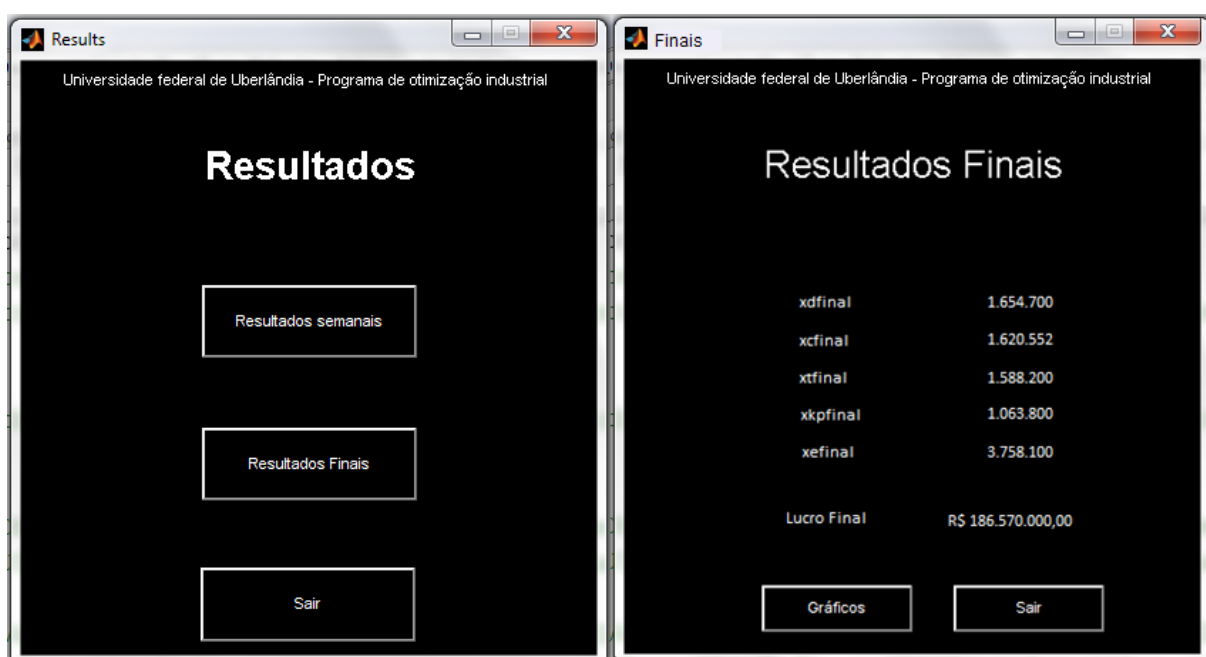 Results
Universidade federal de Uberlândia - Programa de otimização industrial
Resultados
Resultados semanais
Resultados Finais
Sair
Finais
Universidade federal de Uberlândia - Programa de otimização industrial
Resultados Finais
xdfinal 1.654.700
xcfinal 1.620.552
xtfinal 1.588.200
xkpfinal 1.063.800
xefinal 3.758.100
Lucro Final R$ 186.570.000,00
Gráficos Sair